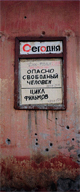 Сегодня
ОПАСНО
СВОБОДНЫЙ
ЧЕЛОВЕК
ЦИКЛ
ФИЛЬМОВ